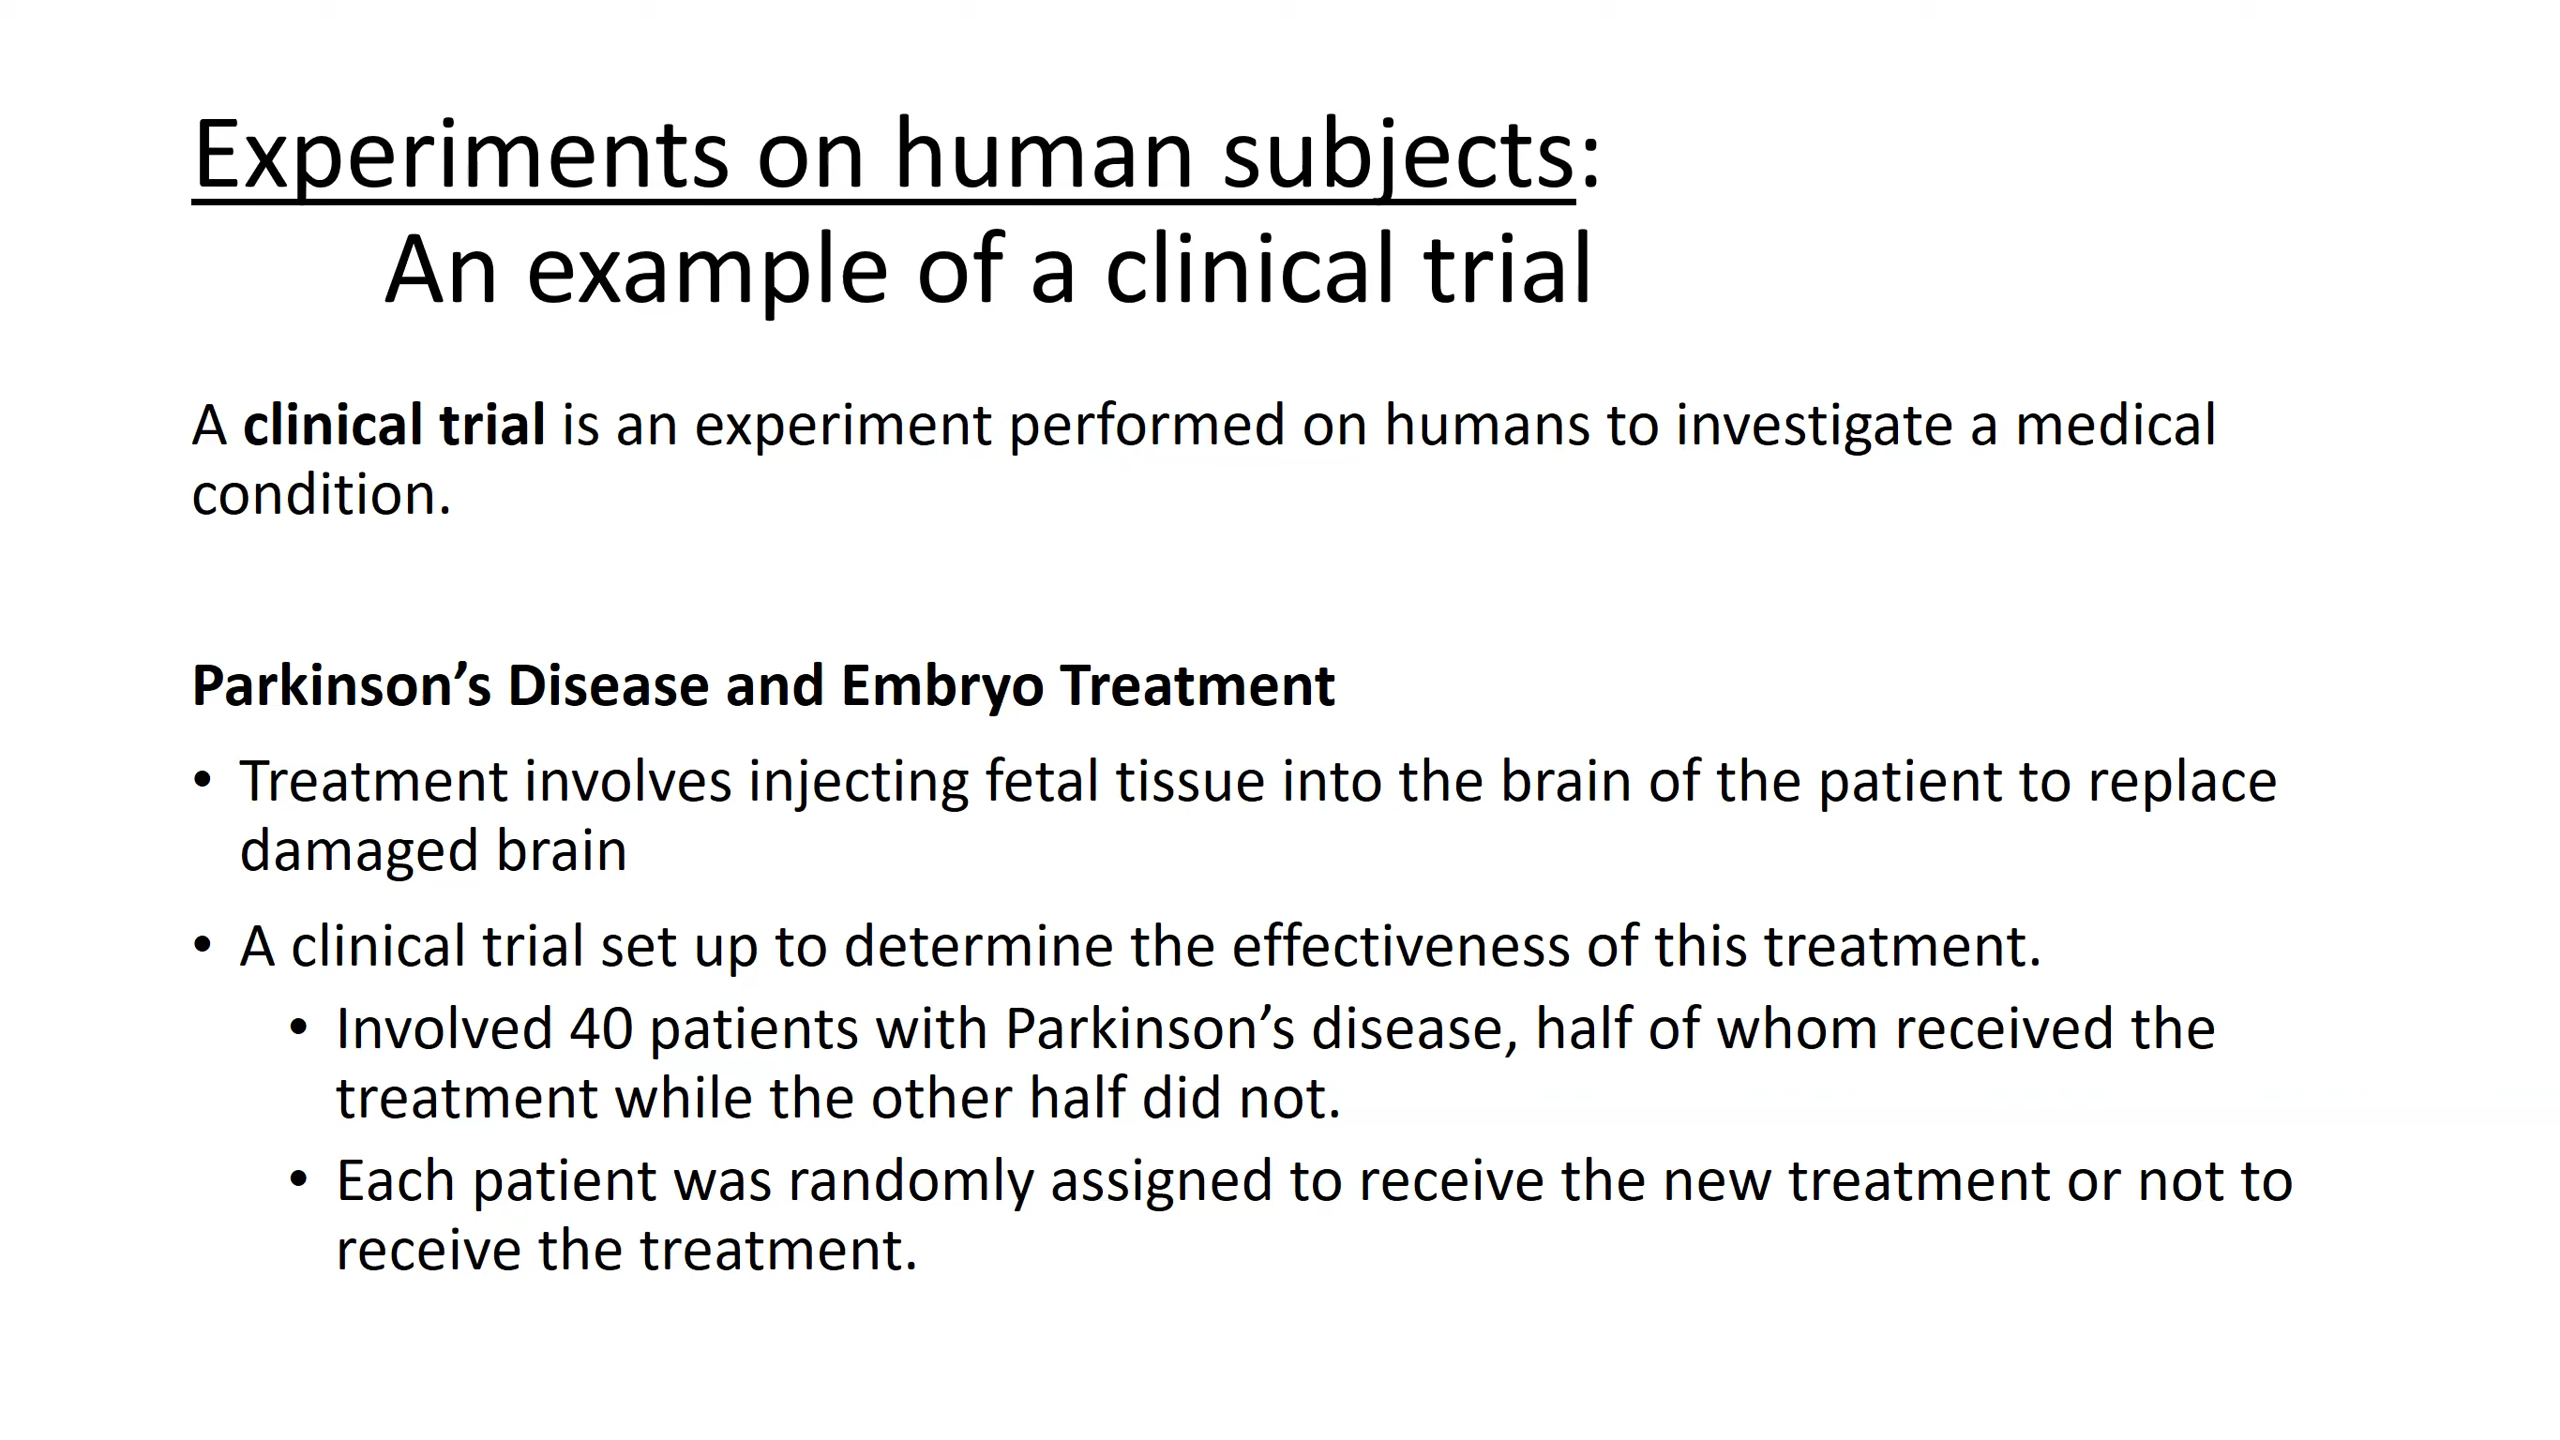 Experiments on human subjects:
An example of a clinical trial
A clinical trial is an experiment performed on humans to investigate a medical
condition.
Parkinson’s Disease and Embryo Treatment
• Treatment involves injecting fetal tissue into the brain of the patient to replace
damaged brain
• A clinical trial set up to determine the effectiveness of this treatment.
• Involved 40 patients with Parkinson’s disease, half of whom received the
treatment while the other half did not.
• Each patient was randomly assigned to receive the new treatment or not to
receive the treatment.